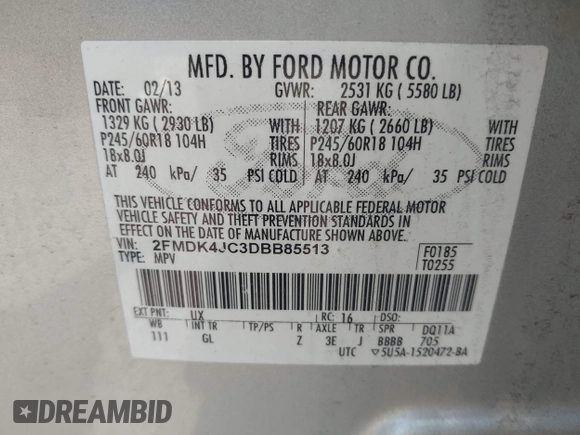 MFD. BY FORD MOTOR CO.
DATE: 02/13 GVWR: 2531 KG ( 5580 LB)
FRONT GAWR: REAR GAWR:
1329 KG ( 2930 LB) WITH 1207 KG ( 2660 LB) WITH
P245/60R18 104H TIRES P245/60R18 104H TIRES
18x8.0J RIMS 18x8.0J RIMS
AT 240 kPa/ 35 PSI COLD AT 240 kPa/ 35 PSI COLD
Ford
THIS VEHICLE CONFORMS TO ALL APPLICABLE FEDERAL MOTOR
VEHICLE SAFETY AND THEFT PREVENTION STANDARDS IN EFFECT
ON THE DATE OF MANUFACTURE SHOWN ABOVE.
VIN: 2FMDK4JC3DBB85513 F0185
TYPE: MPV T0255
EXT PNT: UX RC: 16 DSO:
WB INT TR TP/PS R AXLE TR SPR DQ11A
111 GL Z 3E J BBBB 705
UTC ▽5U5A-1520472-BA
DREAMBID